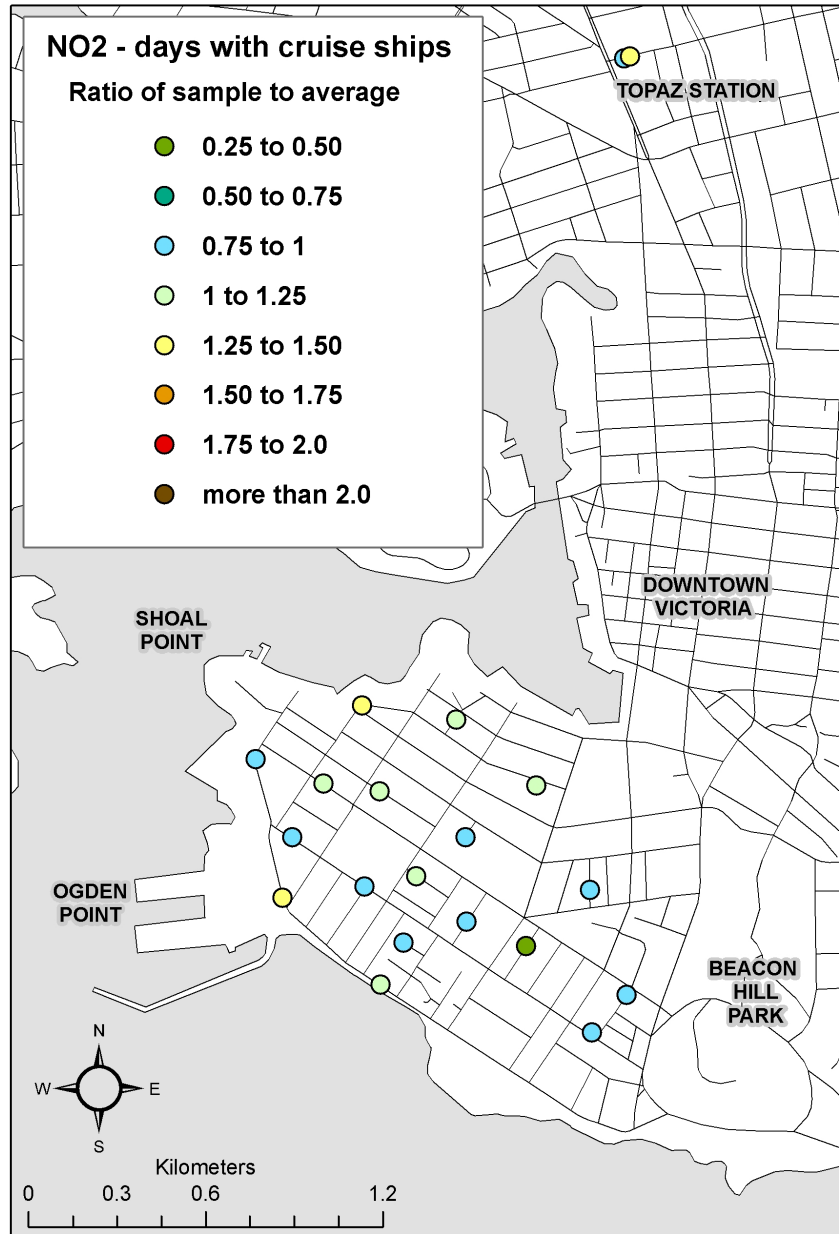 NO2 - days with cruise ships
Ratio of sample to average
0.25 to 0.50
0.50 to 0.75
0.75 to 1
1 to 1.25
1.25 to 1.50
1.50 to 1.75
1.75 to 2.0
more than 2.0
TOPAZ STATION
DOWNTOWN
VICTORIA
SHOAL
POINT
OGDEN
POINT
BEACON
HILL
PARK
N
W E
S
Kilometers
0 0.3 0.6 1.2